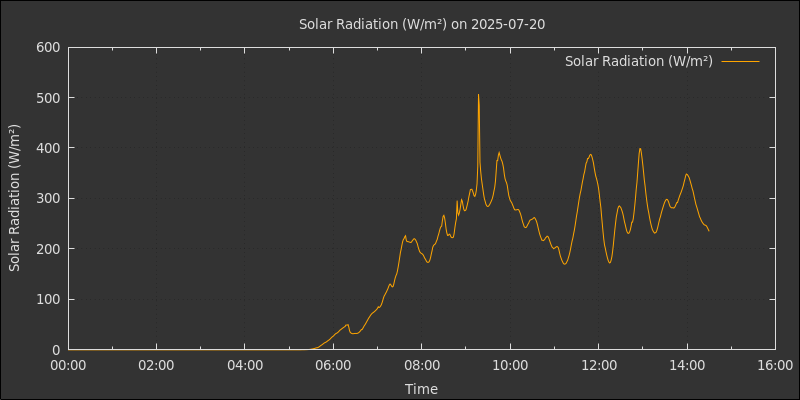 Solar Radiation (W/m²) on 2025-07-20
Solar Radiation (W/m²)
600
500
400
300
200
100
0
Solar Radiation (W/m²)
00:00 02:00 04:00 06:00 08:00 10:00 12:00 14:00 16:00
Time